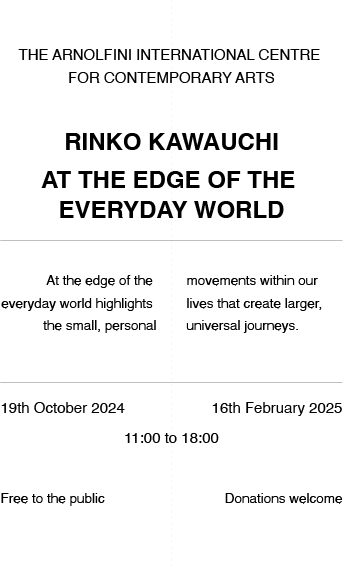 THE ARNOLFINI INTERNATIONAL CENTRE
FOR CONTEMPORARY ARTS
RINKO KAWAUCHI
AT THE EDGE OF THE
EVERYDAY WORLD
At the edge of the
everyday world highlights
the small, personal
movements within our
lives that create larger,
universal journeys.
19th October 2024
16th February 2025
11:00 to 18:00
Free to the public
Donations welcome